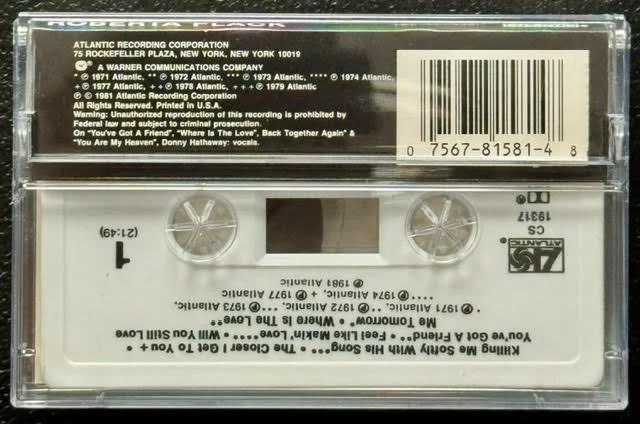 ROBERTA FLACK
ATLANTIC RECORDING CORPORATION
75 ROCKEFELLER PLAZA, NEW YORK, NEW YORK 10019
A WARNER COMMUNICATIONS COMPANY
* ℗ 1971 Atlantic, ** ℗ 1972 Atlantic, *** ℗ 1973 Atlantic, **** ℗ 1974 Atlantic,
+ ℗ 1977 Atlantic, ++ ℗ 1978 Atlantic, +++ ℗ 1979 Atlantic
℗ © 1981 Atlantic Recording Corporation
All Rights Reserved. Printed in U.S.A.
Warning: Unauthorized reproduction of this recording is prohibited by
Federal law and subject to criminal prosecution.
On "You've Got A Friend", "Where Is The Love", Back Together Again" &
"You Are My Heaven", Donny Hathaway: vocals.
0 7567-81581-4 8
Killing Me Softly With His Song*** • The Closer I Get To You + •
You've Got A Friend* • Feel Like Makin' Love**** • Will You Still Love
Me Tomorrow* • Where Is The Love**
* ℗ 1971 Atlantic, ** ℗ 1972 Atlantic, *** ℗ 1973 Atlantic,
**** ℗ 1974 Atlantic, + ℗ 1977 Atlantic
℗ 1981 Atlantic
ATLANTIC
CS
19317
1
(21:49)